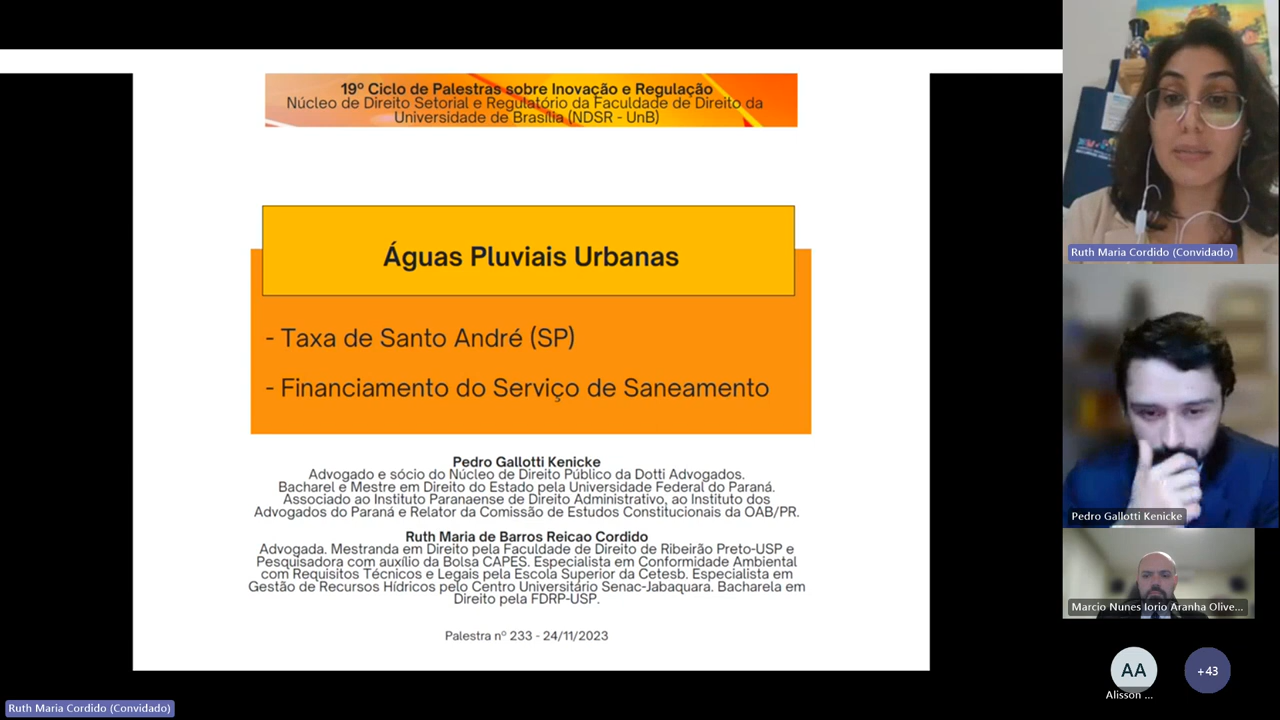 19º Ciclo de Palestras sobre Inovação e Regulação
Núcleo de Direito Setorial e Regulatório da Faculdade de Direito da
Universidade de Brasília (NDSR - UnB)
Águas Pluviais Urbanas
- Taxa de Santo André (SP)
- Financiamento do Serviço de Saneamento
Pedro Gallotti Kenicke
Advogado e sócio do Núcleo de Direito Público da Dotti Advogados.
Bacharel e Mestre em Direito do Estado pela Universidade Federal do Paraná.
Associado ao Instituto Paranaense de Direito Administrativo, ao Instituto dos
Advogados do Paraná e Relator da Comissão de Estudos Constitucionais da OAB/PR.
Ruth Maria de Barros Reicao Cordido
Advogada. Mestranda em Direito pela Faculdade de Direito de Ribeirão Preto-USP e
Pesquisadora com auxílio da Bolsa CAPES. Especialista em Conformidade Ambiental
com Requisitos Técnicos e Legais pela Escola Superior da Cetesb. Especialista em
Gestão de Recursos Hídricos pelo Centro Universitário Senac-Jabaquara. Bacharela em
Direito pela FDRP-USP.
Palestra nº 233 - 24/11/2023
Ruth Maria Cordido (Convidado)
Ruth Maria Cordido (Convidado)
Pedro Gallotti Kenicke
Marcio Nunes Iorio Aranha Olive...
AA
Alisson ...
+43